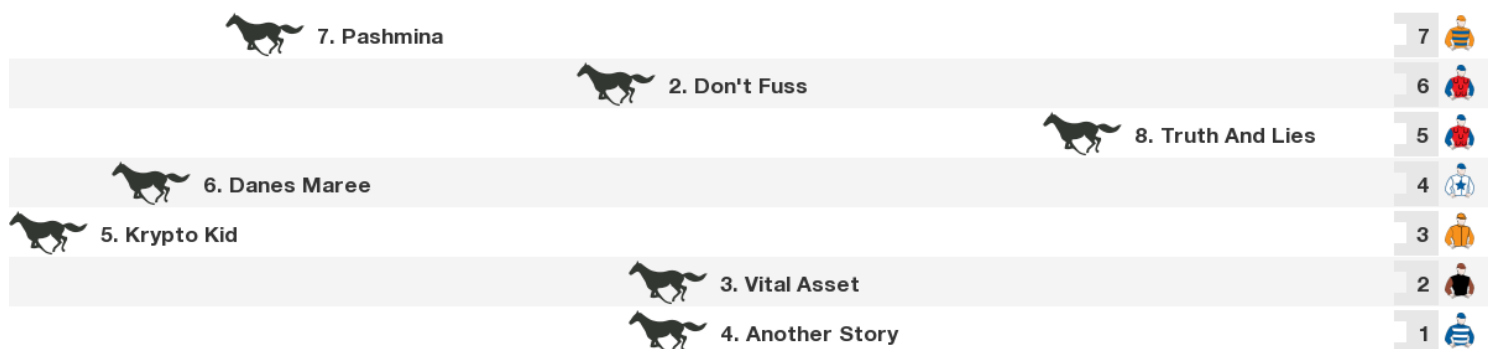 7. Pashmina 7
2. Don't Fuss 6
8. Truth And Lies 5
6. Danes Maree 4
5. Krypto Kid 3
3. Vital Asset 2
4. Another Story 1